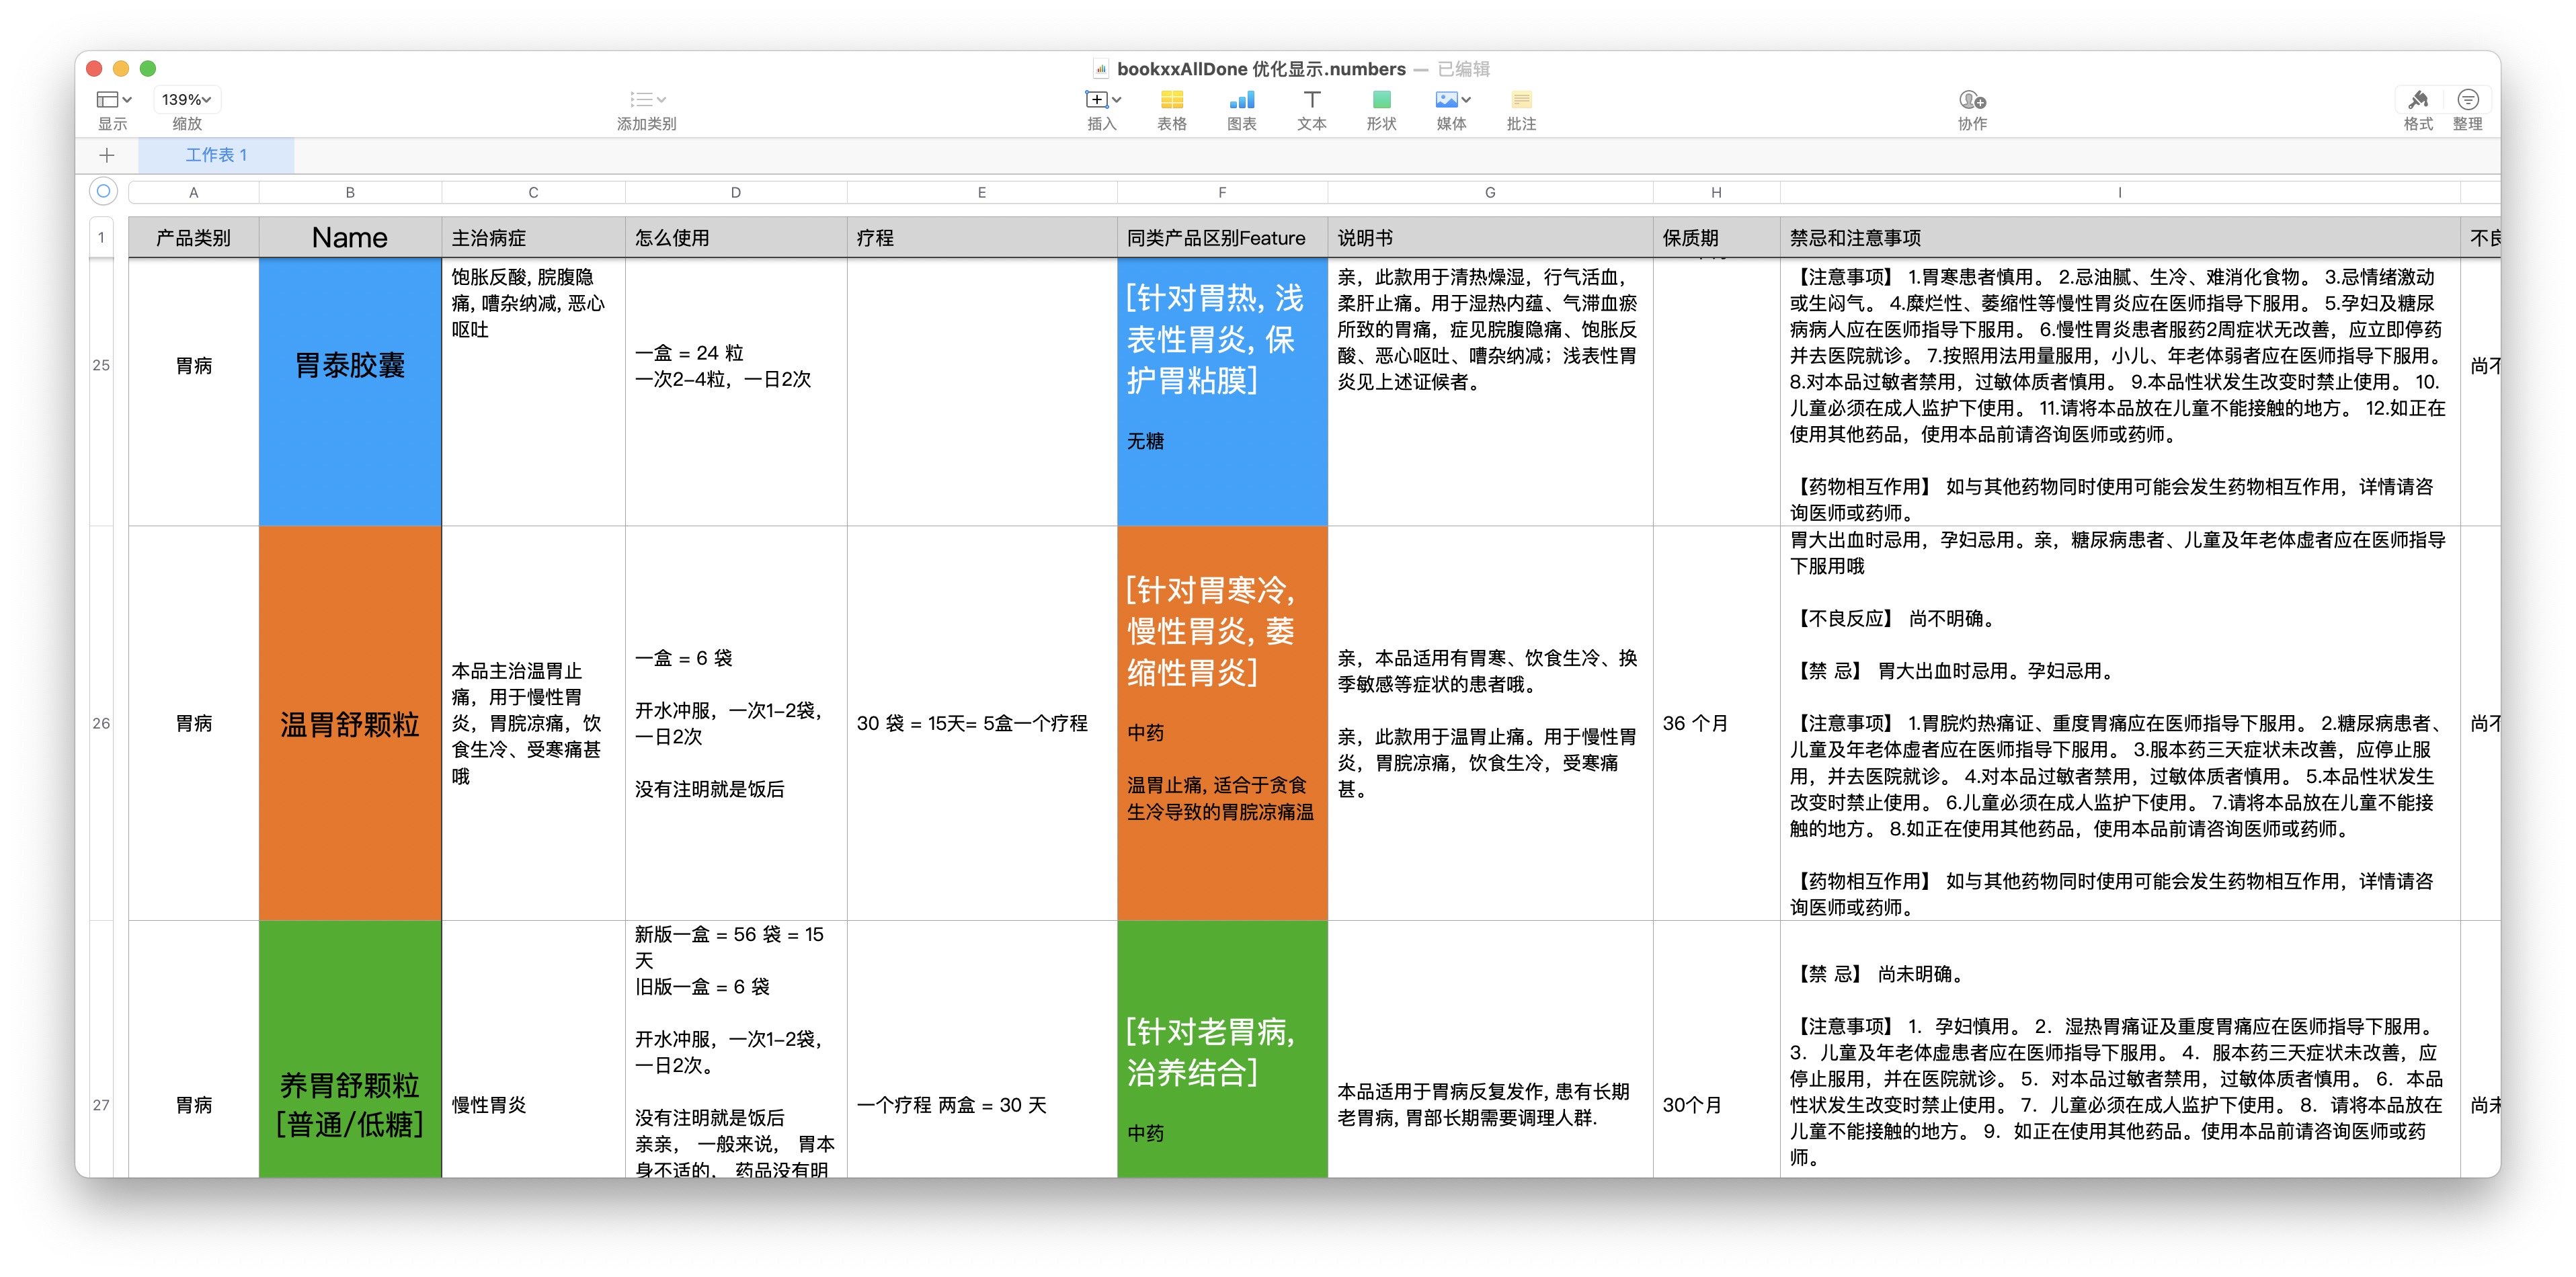 bookxxAllDone 优化显示.numbers — 已编辑
139%
显示
缩放
添加类别
插入
表格
图表
文本
形状
媒体
批注
协作
格式
整理
工作表 1
A
B
C
D
E
F
G
H
I
1
产品类别
Name
主治病症
怎么使用
疗程
同类产品区别Feature
说明书
保质期
禁忌和注意事项
不良
25
胃病
胃泰胶囊
饱胀反酸, 脘腹隐
痛, 嘈杂纳减, 恶心
呕吐
一盒 = 24 粒
一次2-4粒，一日2次
[针对胃热, 浅
表性胃炎, 保
护胃粘膜]
无糖
亲，此款用于清热燥湿，行气活血，
柔肝止痛。用于湿热内蕴、气滞血瘀
所致的胃痛，症见脘腹隐痛、饱胀反
酸、恶心呕吐、嘈杂纳减；浅表性胃
炎见上述证候者。
【注意事项】 1.胃寒患者慎用。 2.忌油腻、生冷、难消化食物。 3.忌情绪激动
或生闷气。 4.糜烂性、萎缩性等慢性胃炎应在医师指导下服用。 5.孕妇及糖尿
病病人应在医师指导下服用。 6.慢性胃炎患者服药2周症状无改善，应立即停药
并去医院就诊。 7.按照用法用量服用，小儿、年老体弱者应在医师指导下服用。
8.对本品过敏者禁用，过敏体质者慎用。 9.本品性状发生改变时禁止使用。 10.
儿童必须在成人监护下使用。 11.请将本品放在儿童不能接触的地方。 12.如正在
使用其他药品，使用本品前请咨询医师或药师。
【药物相互作用】 如与其他药物同时使用可能会发生药物相互作用，详情请咨
询医师或药师。
尚不
26
胃病
温胃舒颗粒
本品主治温胃止
痛，用于慢性胃
炎，胃脘凉痛，饮
食生冷、受寒痛甚
哦
一盒 = 6 袋
开水冲服，一次1-2袋，
一日2次
没有注明就是饭后
30 袋 = 15天= 5盒一个疗程
[针对胃寒冷,
慢性胃炎, 萎
缩性胃炎]
中药
温胃止痛, 适合于贪食
生冷导致的胃脘凉痛温
亲，本品适用有胃寒、饮食生冷、换
季敏感等症状的患者哦。
亲，此款用于温胃止痛。用于慢性胃
炎，胃脘凉痛，饮食生冷，受寒痛
甚。
36 个月
胃大出血时忌用，孕妇忌用。亲，糖尿病患者、儿童及年老体虚者应在医师指导
下服用哦
【不良反应】 尚不明确。
【禁 忌】 胃大出血时忌用。孕妇忌用。
【注意事项】 1.胃脘灼热痛证、重度胃痛应在医师指导下服用。 2.糖尿病患者、
儿童及年老体虚者应在医师指导下服用。 3.服本药三天症状未改善，应停止服
用，并去医院就诊。 4.对本品过敏者禁用，过敏体质者慎用。 5.本品性状发生
改变时禁止使用。 6.儿童必须在成人监护下使用。 7.请将本品放在儿童不能接
触的地方。 8.如正在使用其他药品，使用本品前请咨询医师或药师。
【药物相互作用】 如与其他药物同时使用可能会发生药物相互作用，详情请咨
询医师或药师。
尚不
27
胃病
养胃舒颗粒
[普通/低糖]
慢性胃炎
新版一盒 = 56 袋 = 15
天
旧版一盒 = 6 袋
开水冲服，一次1-2袋，
一日2次。
没有注明就是饭后
亲亲， 一般来说， 胃本
身不适的， 药品没有明
一个疗程 两盒 = 30 天
[针对老胃病,
治养结合]
中药
本品适用于胃病反复发作, 患有长期
老胃病, 胃部长期需要调理人群.
30个月
【禁 忌】 尚未明确。
【注意事项】 1. 孕妇慎用。 2. 湿热胃痛证及重度胃痛应在医师指导下服用。
3. 儿童及年老体虚患者应在医师指导下服用。 4. 服本药三天症状未改善，应
停止服用，并在医院就诊。 5. 对本品过敏者禁用，过敏体质者慎用。 6. 本品
性状发生改变时禁止使用。 7. 儿童必须在成人监护下使用。 8. 请将本品放在
儿童不能接触的地方。 9. 如正在使用其他药品。使用本品前请咨询医师或药
师。
尚未